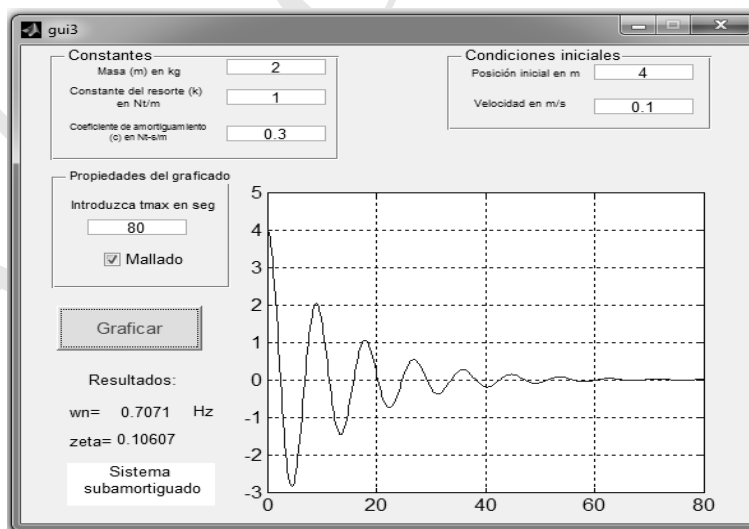 gui3
Constantes
Masa (m) en kg 2
Constante del resorte (k)
en Nt/m 1
Coeficiente de amortiguamiento
(c) en Nt-s/m 0.3
Condiciones iniciales
Posición inicial en m 4
Velocidad en m/s 0.1
Propiedades del graficado
Introduzca tmax en seg
80
Mallado
Graficar
Resultados:
wn= 0.7071 Hz
zeta= 0.10607
Sistema
subamortiguado
5
4
3
2
1
0
-1
-2
-3
0 20 40 60 80